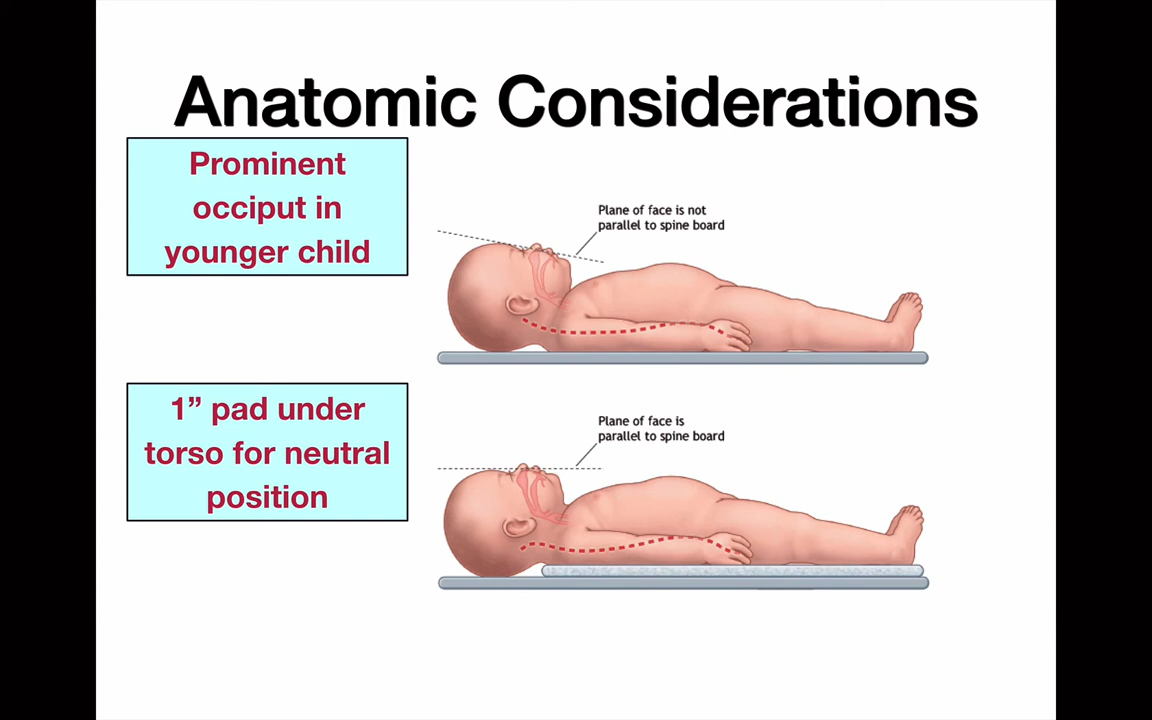 Anatomic Considerations
Prominent
occiput in
younger child
Plane of face is not
parallel to spine board
1” pad under
torso for neutral
position
Plane of face is
parallel to spine board